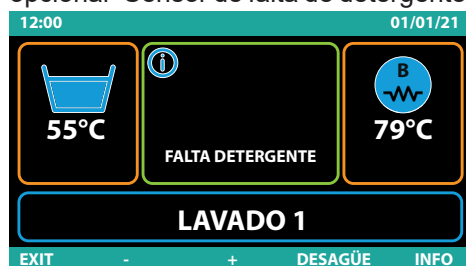 opcional "Sensor de falta de detergente"
12:00 01/01/21
i
B
55°C
79°C
FALTA DETERGENTE
LAVADO 1
EXIT - + DESAGÜE INFO